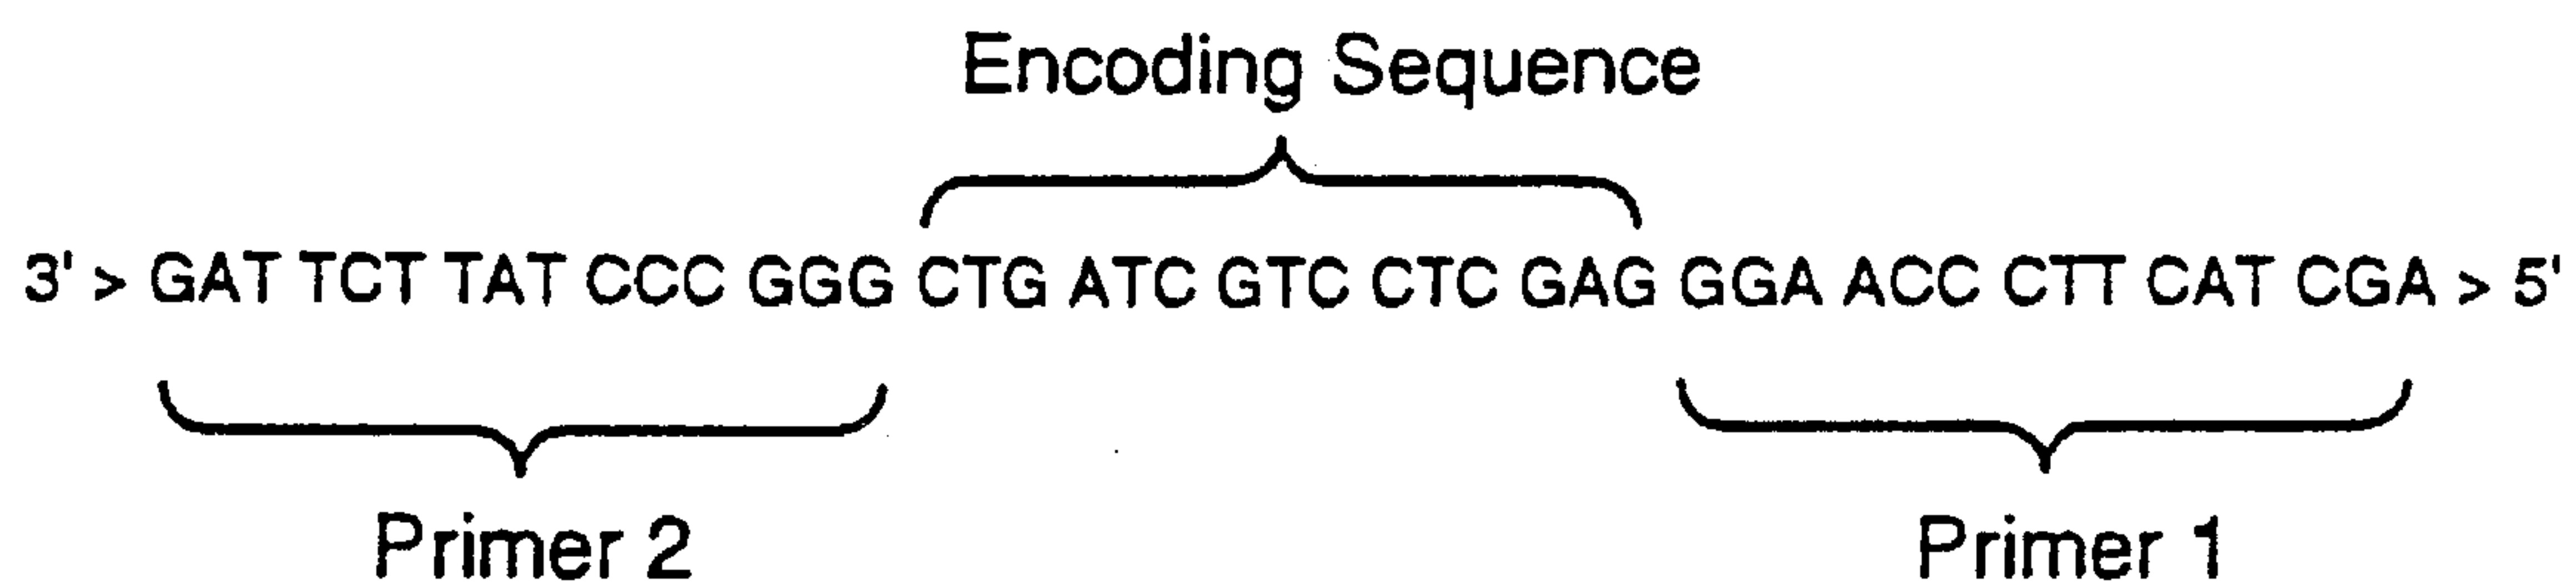 Encoding Sequence
3' > GAT TCT TAT CCC GGG CTG ATC GTC CTC GAG GGA ACC CTT CAT CGA > 5'
Primer 2 Primer 1